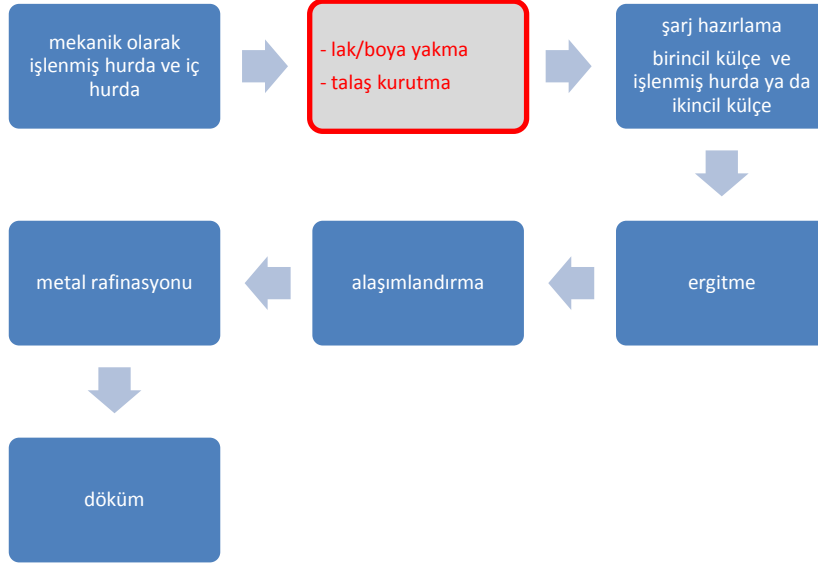 mekanik olarak
işlenmiş hurda ve iç
hurda
- lak/boya yakma
- talaş kurutma
şarj hazırlama
birincil külçe ve
işlenmiş hurda ya da
ikincil külçe
ergitme
alaşımlandırma
metal rafinasyonu
döküm